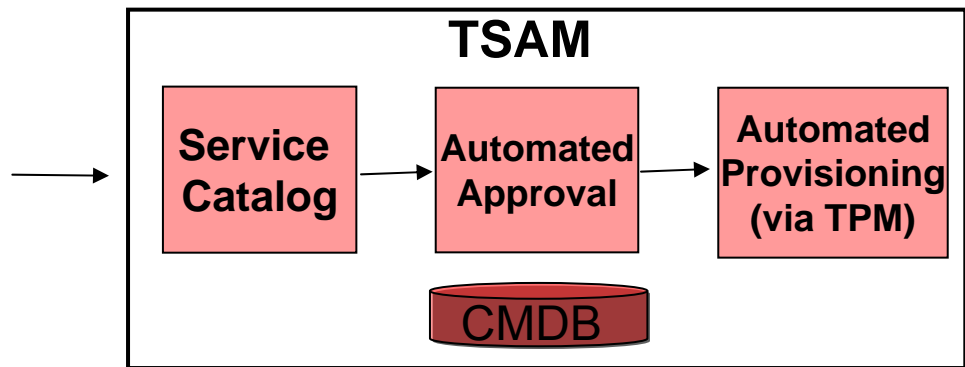 TSAM
Service
Catalog
Automated
Approval
Automated
Provisioning
(via TPM)
CMDB